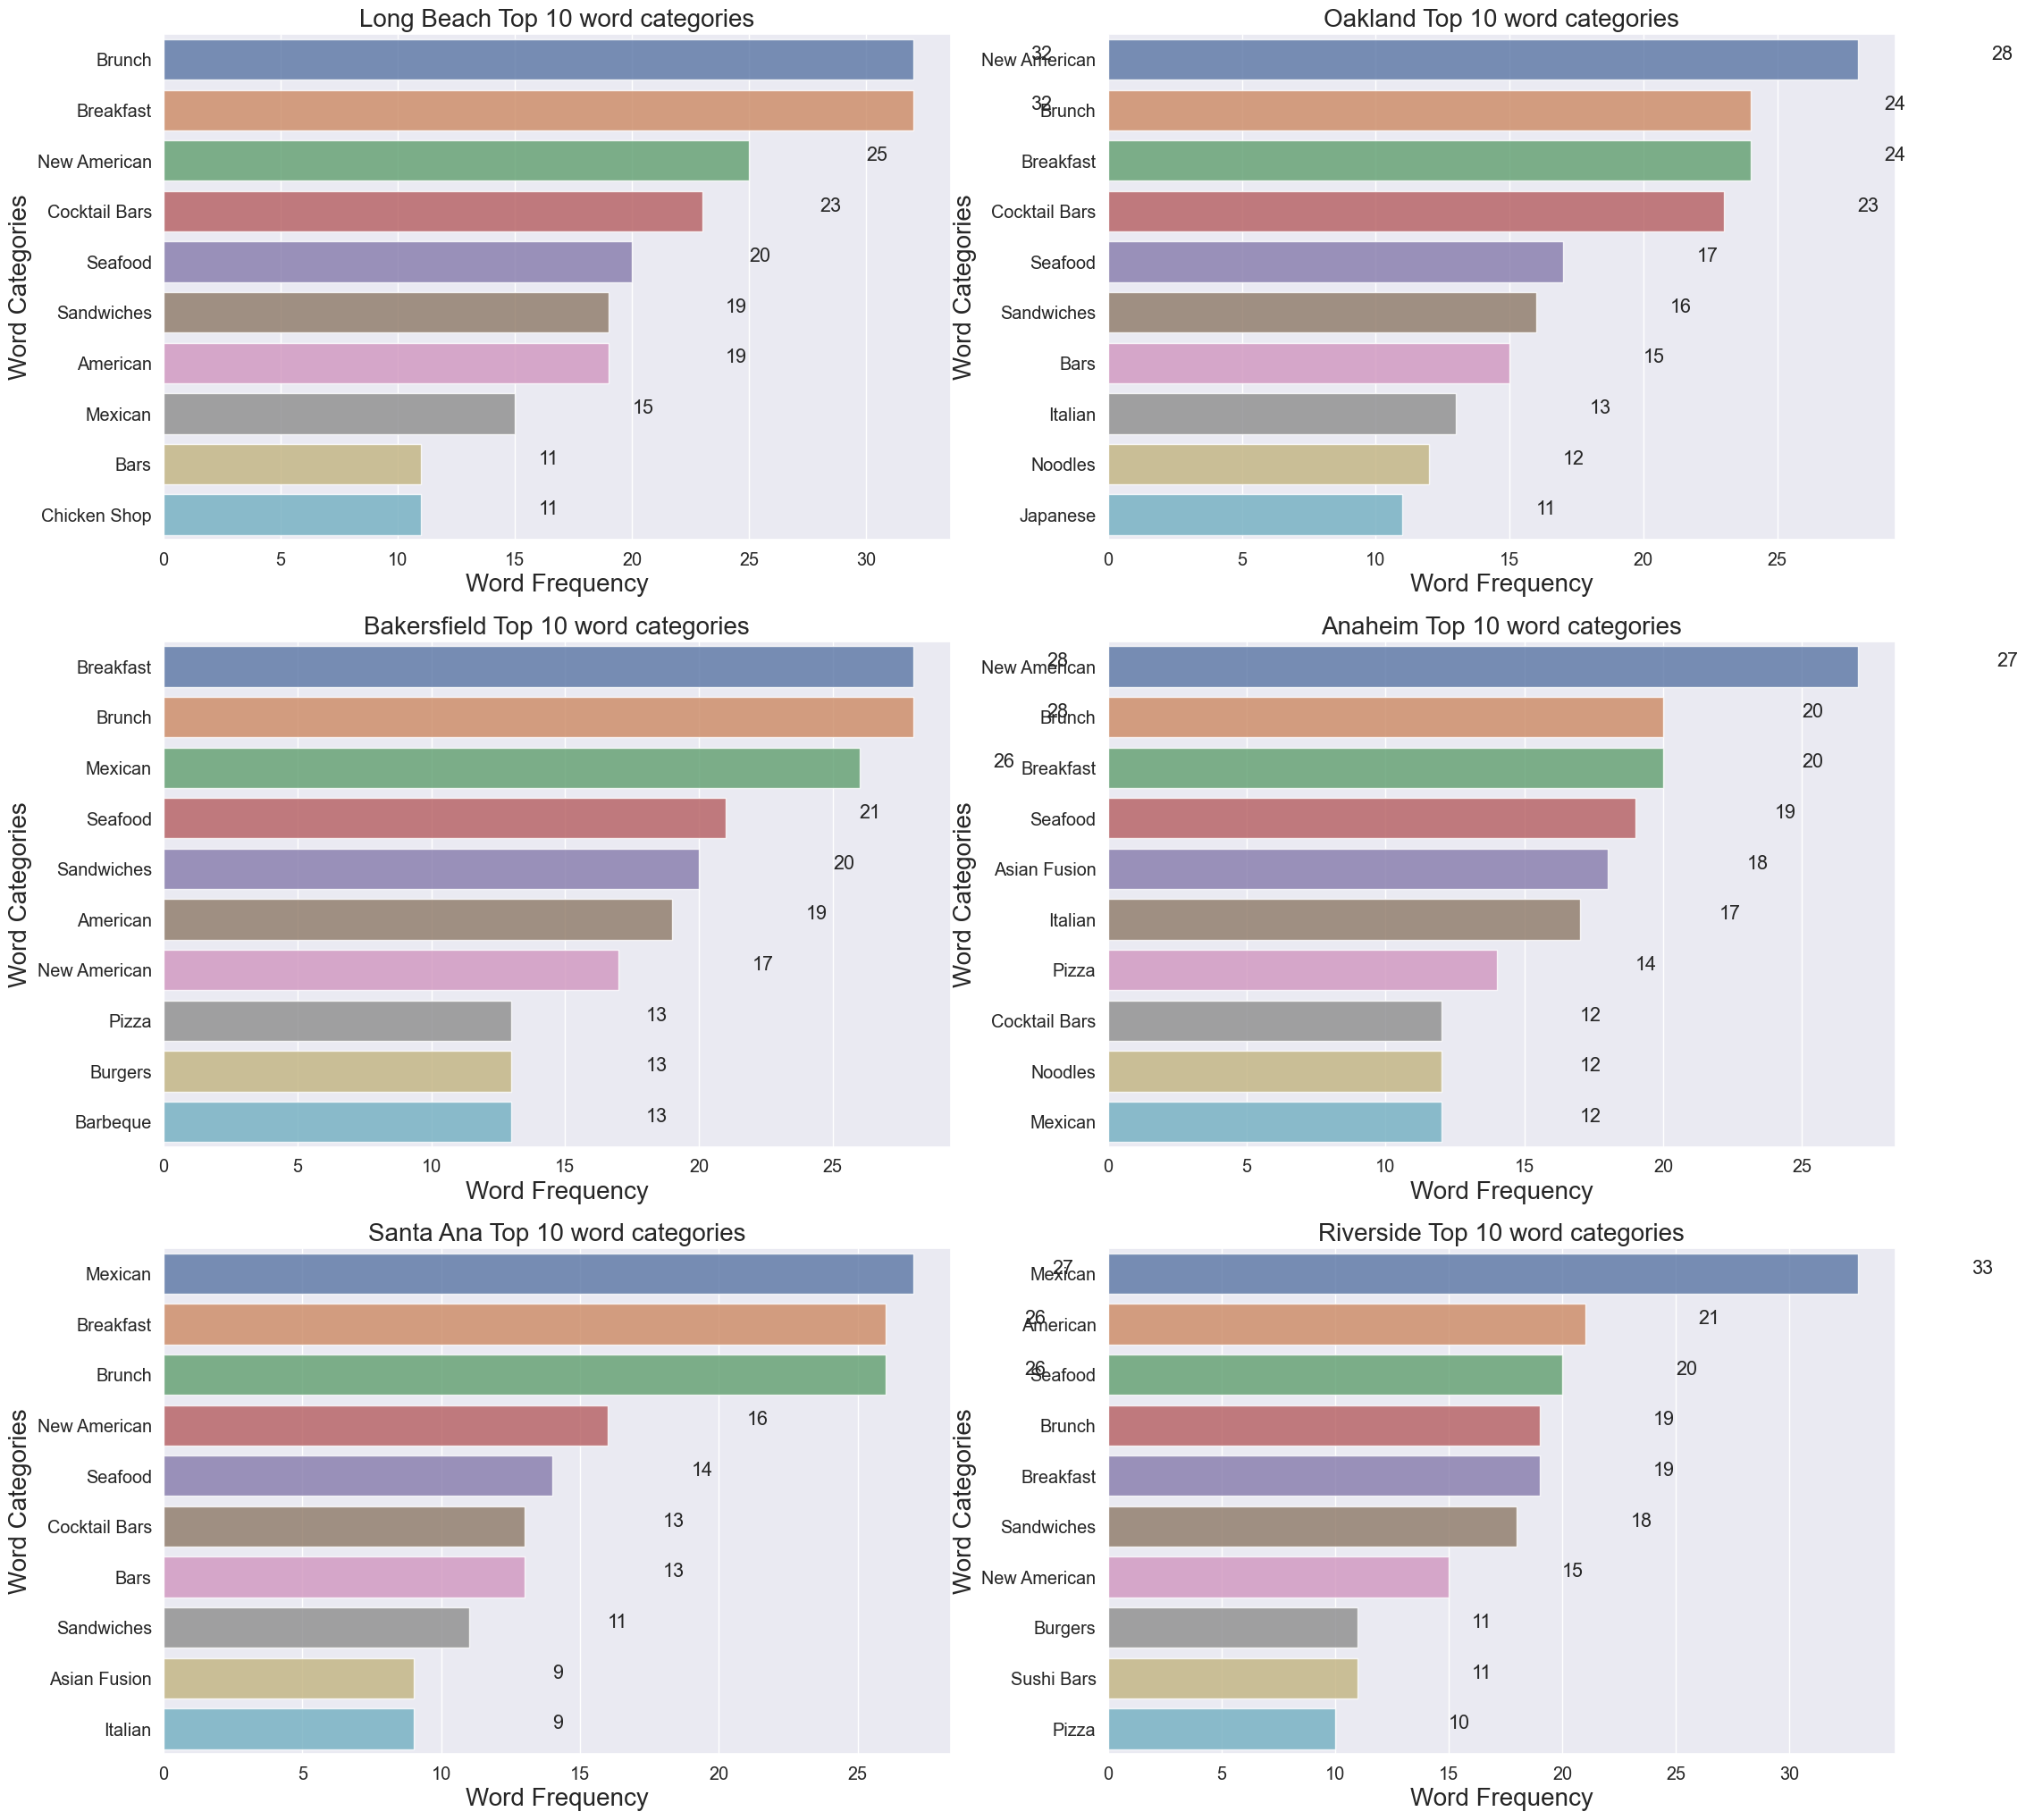 Long Beach Top 10 word categories
Word Categories
Brunch 32
Breakfast 32
New American 25
Cocktail Bars 23
Seafood 20
Sandwiches 19
American 19
Mexican 15
Bars 11
Chicken Shop 11
0 5 10 15 20 25 30
Word Frequency
Oakland Top 10 word categories
Word Categories
New American 28
Brunch 24
Breakfast 24
Cocktail Bars 23
Seafood 17
Sandwiches 16
Bars 15
Italian 13
Noodles 12
Japanese 11
0 5 10 15 20 25
Word Frequency
Bakersfield Top 10 word categories
Word Categories
Breakfast 28
Brunch 28
Mexican 26
Seafood 21
Sandwiches 20
American 19
New American 17
Pizza 13
Burgers 13
Barbeque 13
0 5 10 15 20 25
Word Frequency
Anaheim Top 10 word categories
Word Categories
New American 27
Brunch 20
Breakfast 20
Seafood 19
Asian Fusion 18
Italian 17
Pizza 14
Cocktail Bars 12
Noodles 12
Mexican 12
0 5 10 15 20 25
Word Frequency
Santa Ana Top 10 word categories
Word Categories
Mexican 27
Breakfast 26
Brunch 26
New American 16
Seafood 14
Cocktail Bars 13
Bars 13
Sandwiches 11
Asian Fusion 9
Italian 9
0 5 10 15 20 25
Word Frequency
Riverside Top 10 word categories
Word Categories
Mexican 33
American 21
Seafood 20
Brunch 19
Breakfast 19
Sandwiches 18
New American 15
Burgers 11
Sushi Bars 11
Pizza 10
0 5 10 15 20 25 30
Word Frequency